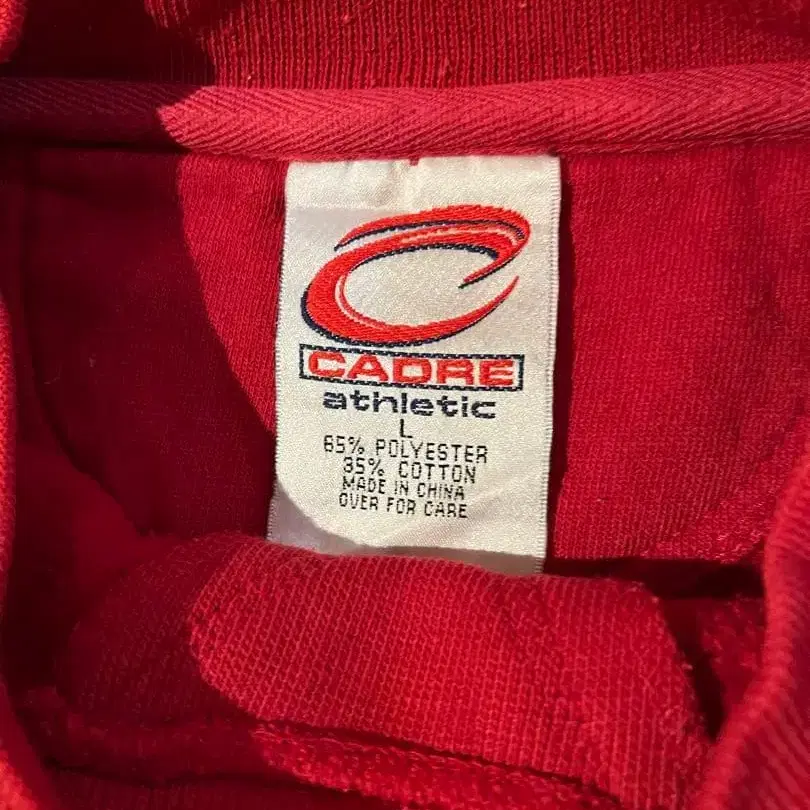 CADRE
athletic
L
65% POLYESTER
35% COTTON
MADE IN CHINA
OVER FOR CARE